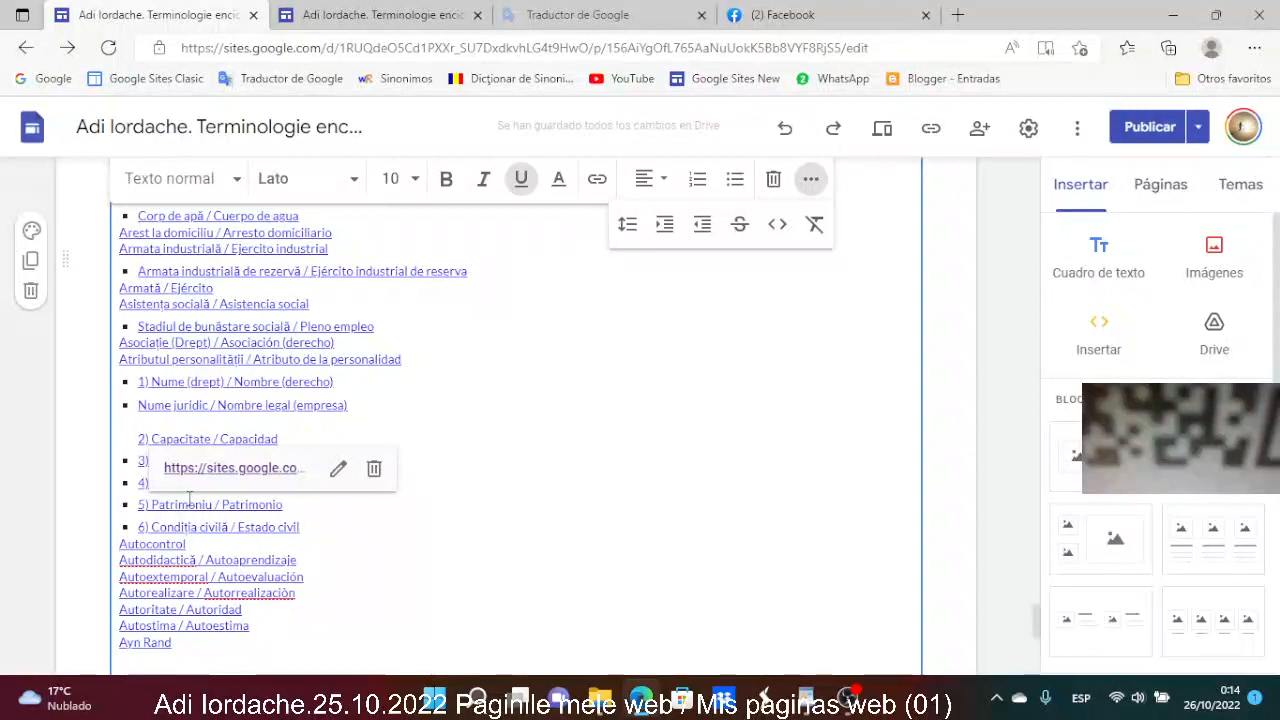 Adi Iordache. Terminologie enc
Adi Iordache. Terminologie enc
Traductor de Google
(2) Facebook
https://sites.google.com/d/1RUQdeO5Cd1PXXr_SU7DxdkvhLG4t9HwO/p/156AiYgOfL765AaNuUokK5Bb8VYF8RjS5/edit
Google
Google Sites Clasic
Traductor de Google
wR Sinonimos
Dicționar de Sinoni...
YouTube
Google Sites New
2 WhatsApp
Blogger - Entradas
Otros favoritos
Adi Iordache. Terminologie enc...
Se han guardado todos los cambios en Drive
Publicar
Texto normal
Lato
10
Insertar
Páginas
Temas
Corp de apă / Cuerpo de agua
Arest la domiciliu / Arresto domiciliario
Armata industrială / Ejercito industrial
Armata industrială de rezervă / Ejército industrial de reserva
Armată / Ejército
Asistența socială / Asistencia social
Stadiul de bunăstare socială / Pleno empleo
Asociație (Drept) / Asociación (derecho)
Atributul personalității / Atributo de la personalidad
1) Nume (drept) / Nombre (derecho)
Nume juridic / Nombre legal (empresa)
2) Capacitate / Capacidad
3)
https://sites.google.co...
4)
5) Patrimoniu / Patrimonio
6) Condiția civilă / Estado civil
Autocontrol
Autodidactică / Autoaprendizaje
Autoextemporal / Autoevaluación
Autorealizare / Autorrealizaciòn
Autoritate / Autoridad
Autostima / Autoestima
Ayn Rand
Cuadro de texto
Imágenes
Insertar
Drive
17°C
Nublado
Adi Iordache.25.10.2022 Paginile mele web / Mis paginas web (01)
ESP
0:14
26/10/2022
1